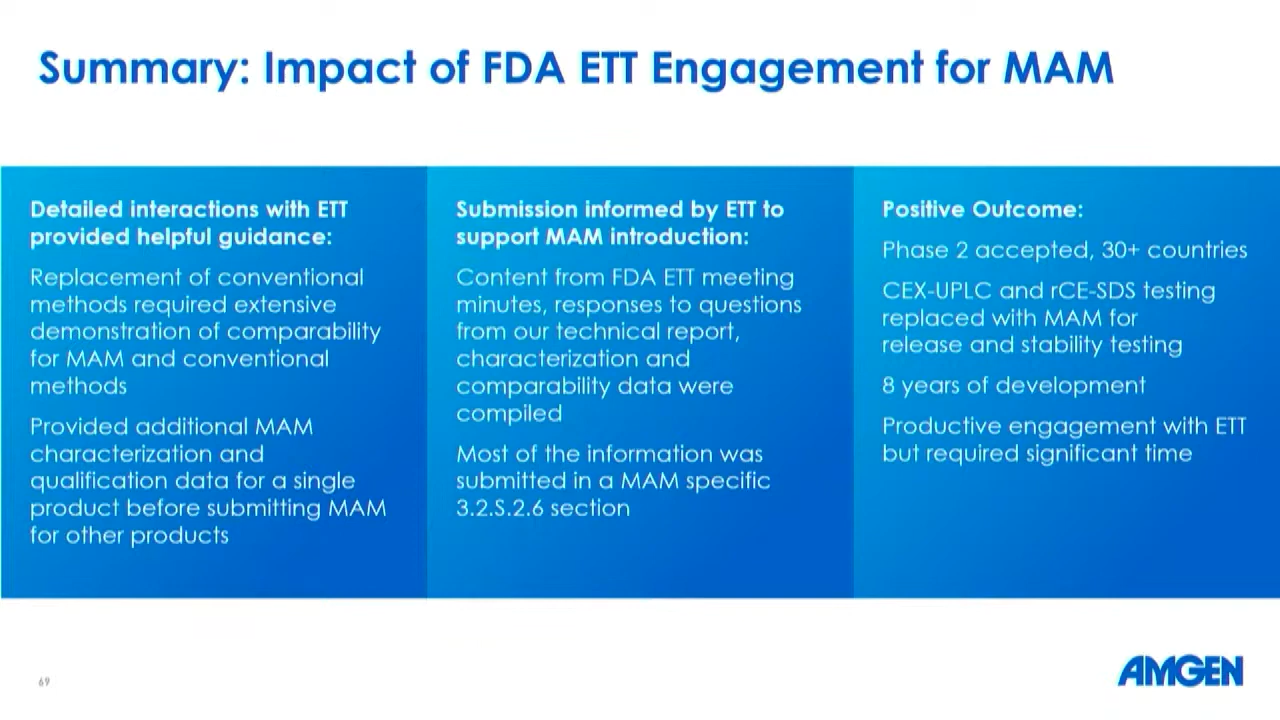 Summary: Impact of FDA ETT Engagement for MAM
Detailed interactions with ETT
provided helpful guidance:
Replacement of conventional
methods required extensive
demonstration of comparability
for MAM and conventional
methods
Provided additional MAM
characterization and
qualification data for a single
product before submitting MAM
for other products
Submission informed by ETT to
support MAM introduction:
Content from FDA ETT meeting
minutes, responses to questions
from our technical report,
characterization and
comparability data were
compiled
Most of the information was
submitted in a MAM specific
3.2.S.2.6 section
Positive Outcome:
Phase 2 accepted, 30+ countries
CEX-UPLC and rCE-SDS testing
replaced with MAM for
release and stability testing
8 years of development
Productive engagement with ETT
but required significant time
69
AMGEN